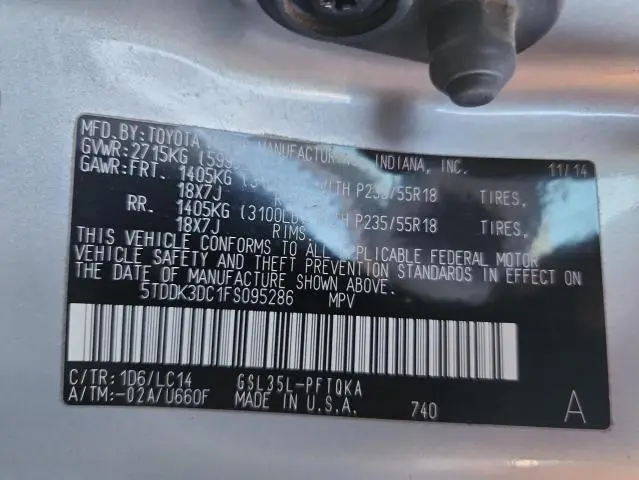 MFD. BY: TOYOTA MANUFACTUR INDIANA, INC. 11/14
GVWR: 2715KG (599
GAWR: FRT. 1405KG WITH P235/55R18 TIRES,
18X7J RIMS
RR. 1405KG (3100LB P235/55R18 TIRES,
18X7J RIMS
THIS VEHICLE CONFORMS TO ALL APPLICABLE FEDERAL MOTOR
VEHICLE SAFETY AND THEFT PREVENTION STANDARDS IN EFFECT ON
THE DATE OF MANUFACTURE SHOWN ABOVE.
5TDDK3DC1FS095286 MPV
C/TR: 1D6/LC14 GSL35L-PFTQKA
A/TM:-02A/U660F MADE IN U.S.A. 740 A